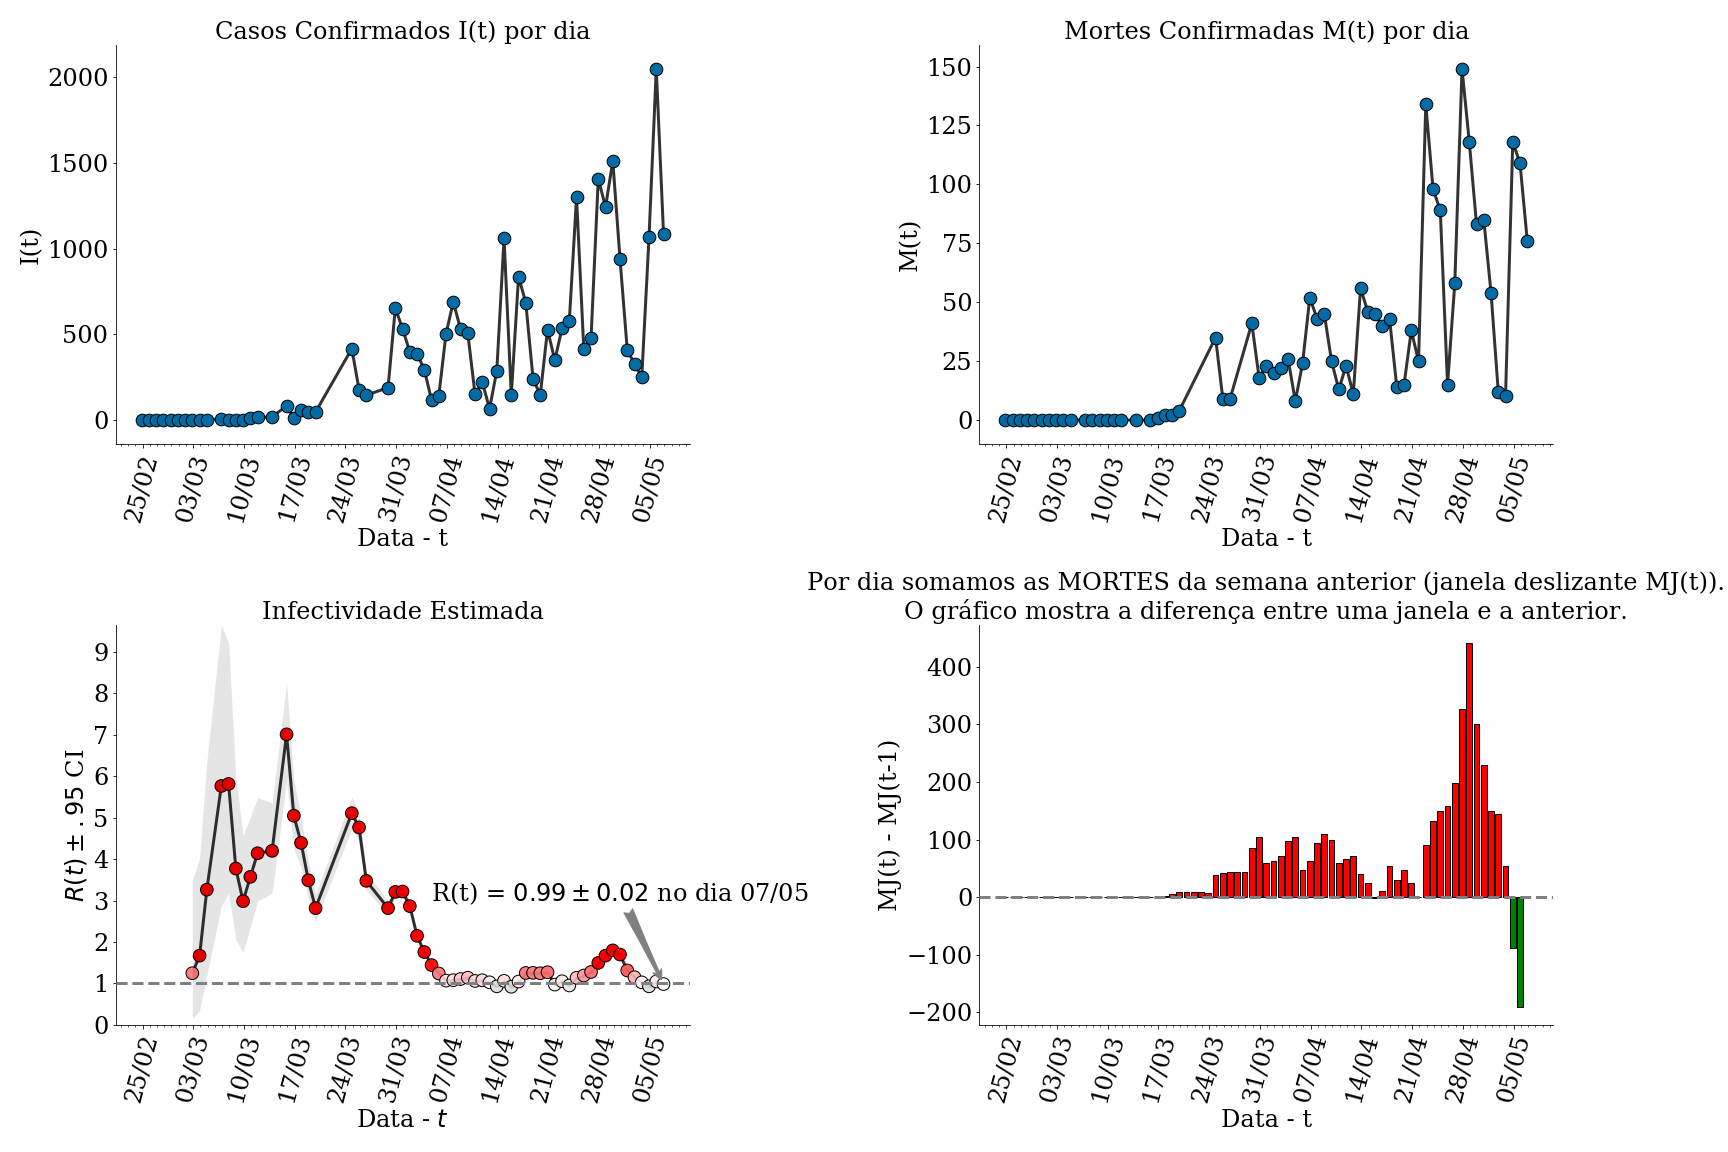 Casos Confirmados I(t) por dia
2000
1500
1000
500
0
I(t)
25/02 03/03 10/03 17/03 24/03 31/03 07/04 14/04 21/04 28/04 05/05
Data - t
Mortes Confirmadas M(t) por dia
150
125
100
75
50
25
0
M(t)
25/02 03/03 10/03 17/03 24/03 31/03 07/04 14/04 21/04 28/04 05/05
Data - t
Infectividade Estimada
9
8
7
6
5
4
3
2
1
0
R(t) ± .95 CI
R(t) = 0.99 ± 0.02 no dia 07/05
25/02 03/03 10/03 17/03 24/03 31/03 07/04 14/04 21/04 28/04 05/05
Data - t
Por dia somamos as MORTES da semana anterior (janela deslizante MJ(t)).
O gráfico mostra a diferença entre uma janela e a anterior.
400
300
200
100
0
−100
−200
MJ(t) - MJ(t-1)
25/02 03/03 10/03 17/03 24/03 31/03 07/04 14/04 21/04 28/04 05/05
Data - t